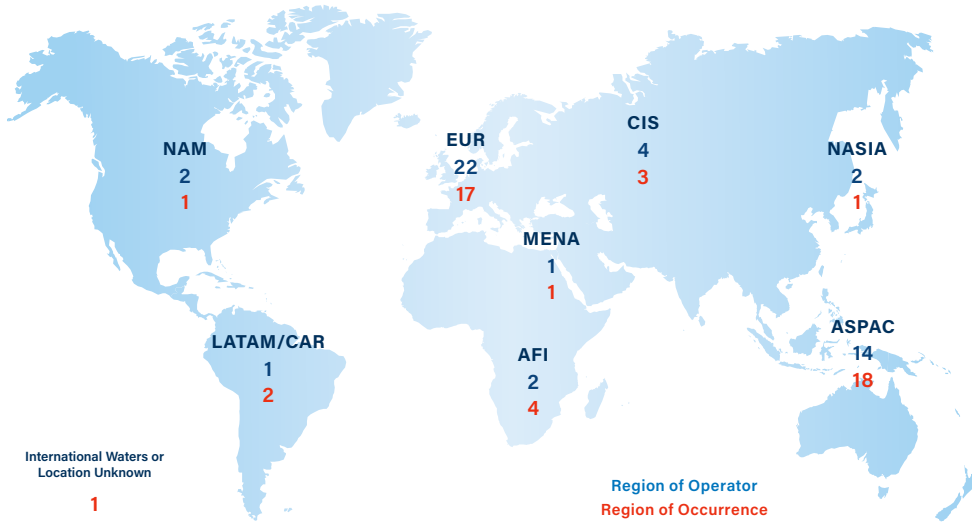 NAM
2
1
EUR
22
17
CIS
4
3
NASIA
2
1
MENA
1
1
LATAM/CAR
1
2
AFI
2
4
ASPAC
14
18
International Waters or
Location Unknown
1
Region of Operator
Region of Occurrence